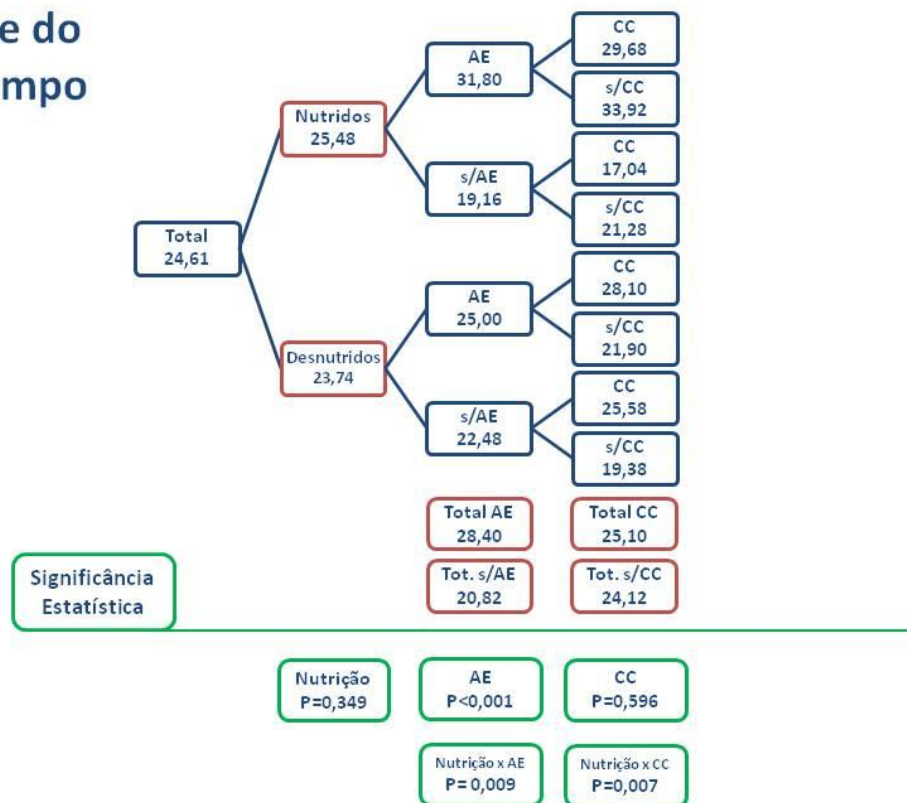 e do
mpo
Total
24,61
Nutridos
25,48
Desnutridos
23,74
AE
31,80
s/AE
19,16
AE
25,00
s/AE
22,48
CC
29,68
s/CC
33,92
CC
17,04
s/CC
21,28
CC
28,10
s/CC
21,90
CC
25,58
s/CC
19,38
Total AE
28,40
Total CC
25,10
Tot. s/AE
20,82
Tot. s/CC
24,12
Significância
Estatística
Nutrição
P=0,349
AE
P<0,001
CC
P=0,596
Nutrição x AE
P= 0,009
Nutrição x CC
P=0,007